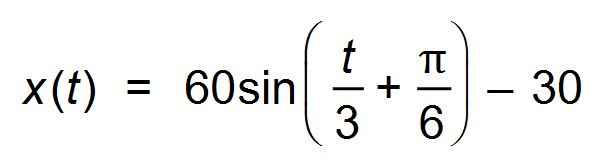 x(t) = 60sin(t/3 + π/6) – 30